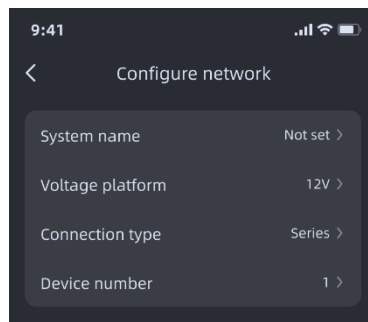 9:41
Configure network
System name Not set
Voltage platform 12V
Connection type Series
Device number 1